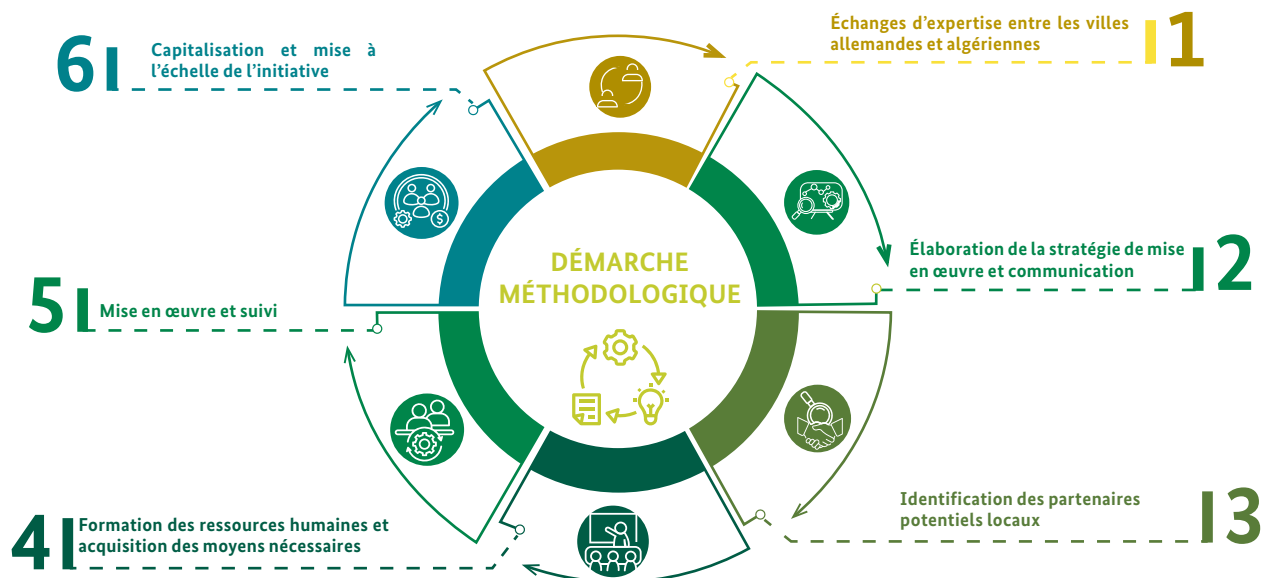 DÉMARCHE
MÉTHODOLOGIQUE
1
Échanges d’expertise entre les villes
allemandes et algériennes
2
Élaboration de la stratégie de mise
en œuvre et communication
3
Identification des partenaires
potentiels locaux
4
Formation des ressources humaines et
acquisition des moyens nécessaires
5
Mise en œuvre et suivi
6
Capitalisation et mise à
l’échelle de l’initiative
$